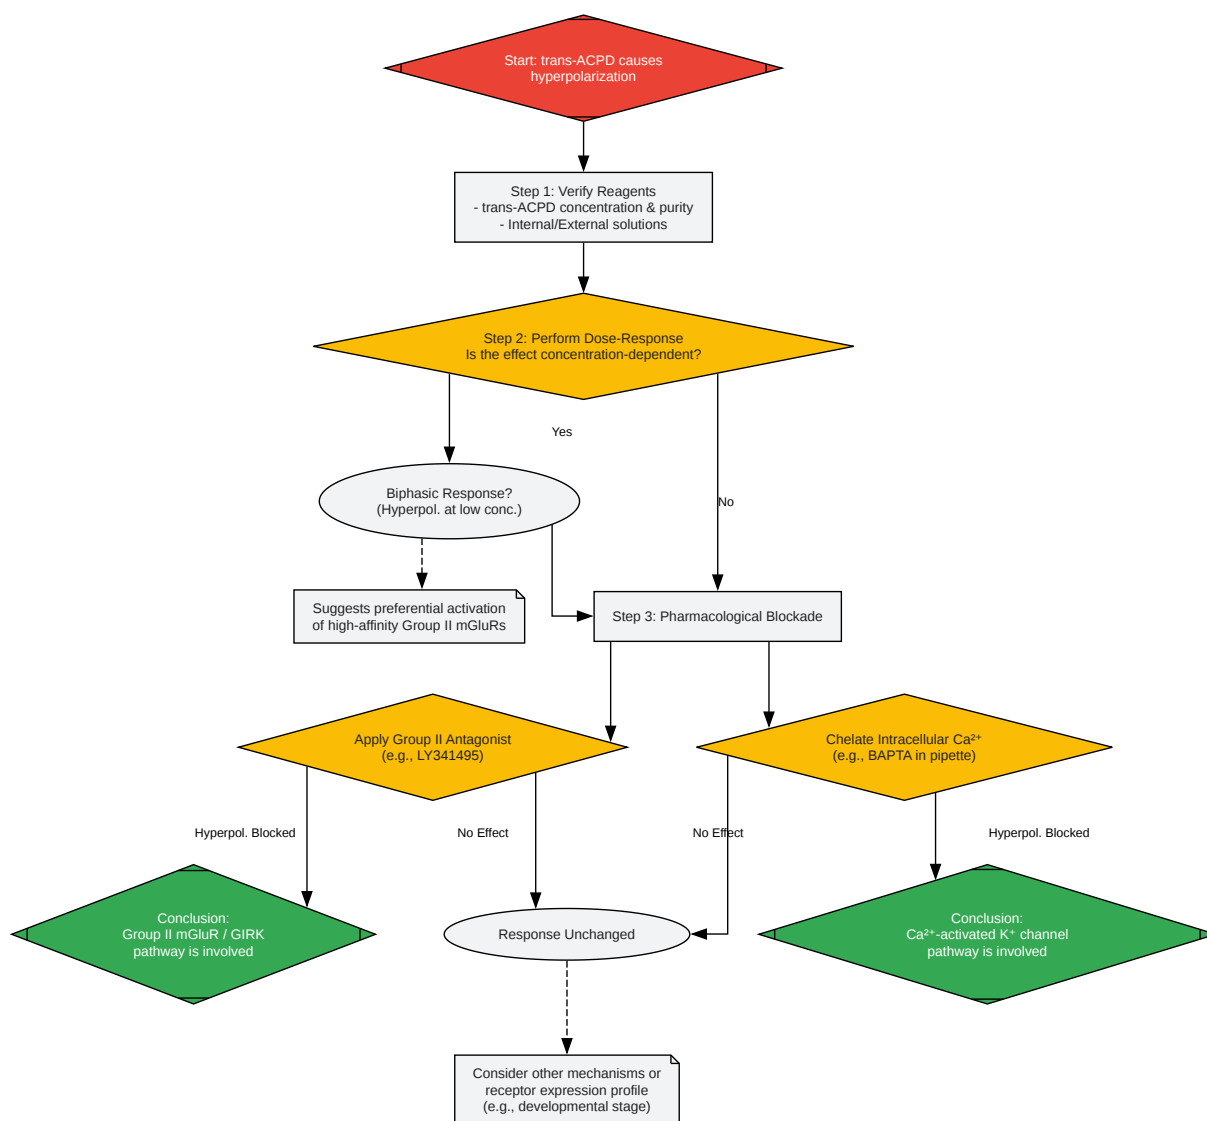 Start: trans-ACPD causes
hyperpolarization
Step 1: Verify Reagents
- trans-ACPD concentration & purity
- Internal/External solutions
Step 2: Perform Dose-Response
Is the effect concentration-dependent?
Yes
Biphasic Response?
(Hyperpol. at low conc.)
No
Suggests preferential activation
of high-affinity Group II mGluRs
Step 3: Pharmacological Blockade
Apply Group II Antagonist
(e.g., LY341495)
Chelate Intracellular Ca²⁺
(e.g., BAPTA in pipette)
Hyperpol. Blocked
No Effect
No Effect
Hyperpol. Blocked
Conclusion:
Group II mGluR / GIRK
pathway is involved
Response Unchanged
Conclusion:
Ca²⁺-activated K⁺ channel
pathway is involved
Consider other mechanisms or
receptor expression profile
(e.g., developmental stage)